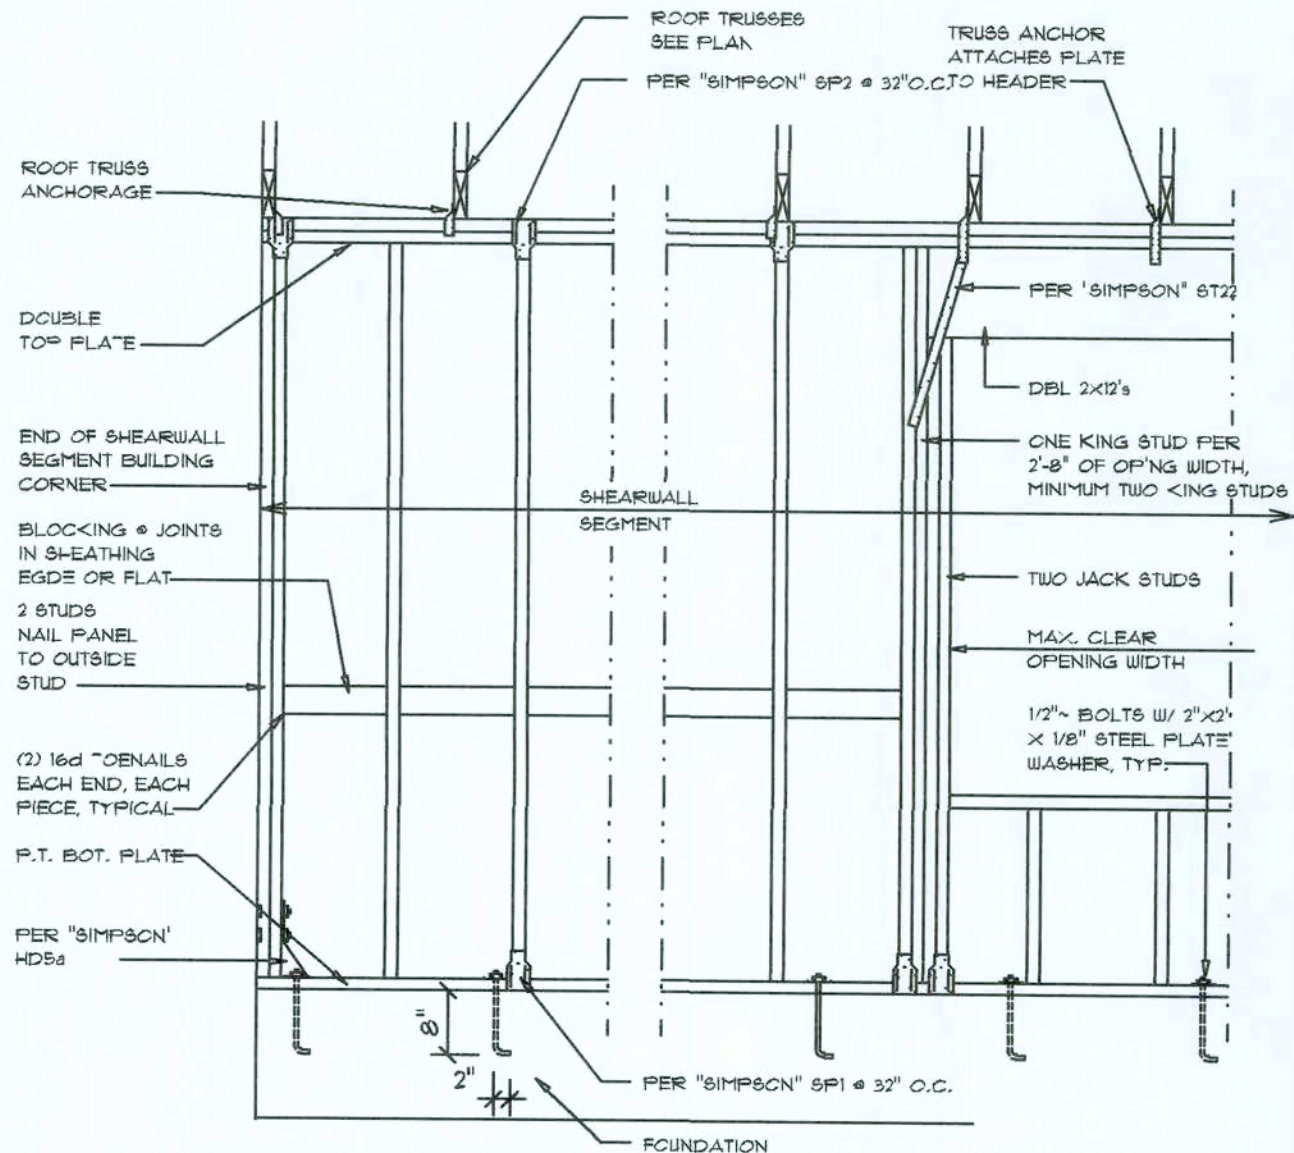 ROOF TRUSSES
SEE PLAN
TRUSS ANCHOR
ATTACHES PLATE
TO HEADER
PER "SIMPSON" SP2 @ 32"O.C.
ROOF TRUSS
ANCHORAGE
DOUBLE
TOP PLATE
PER 'SIMPSON" ST22
DBL 2X12's
END OF SHEARWALL
SEGMENT BUILDING
CORNER
ONE KING STUD PER
2'-8" OF OP'NG WIDTH,
MINIMUM TWO KING STUDS
SHEARWALL
SEGMENT
BLOCKING @ JOINTS
IN SHEATHING
EGDE OR FLAT
2 STUDS
NAIL PANEL
TO OUTSIDE
STUD
TWO JACK STUDS
MAX. CLEAR
OPENING WIDTH
1/2"~ BOLTS W/ 2"X2"
X 1/8" STEEL PLATE
WASHER, TYP.
(2) 16d TOENAILS
EACH END, EACH
PIECE, TYPICAL
P.T. BOT. PLATE
PER "SIMPSON'
HD5a
8"
2"
PER "SIMPSON" SP1 @ 32" O.C.
FOUNDATION